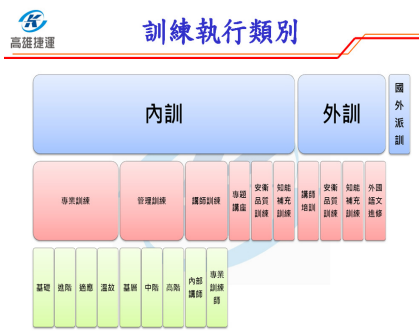 高雄捷運
訓練執行類別
內訓
外訓
國外派訓
專業訓練
管理訓練
講師訓練
專題講座
安衛品質訓練
知能補充訓練
講師培訓
安衛品質訓練
知能補充訓練
外國語文進修
基礎
進階
適應
溫故
基層
中階
高階
內部講師
專業訓練師